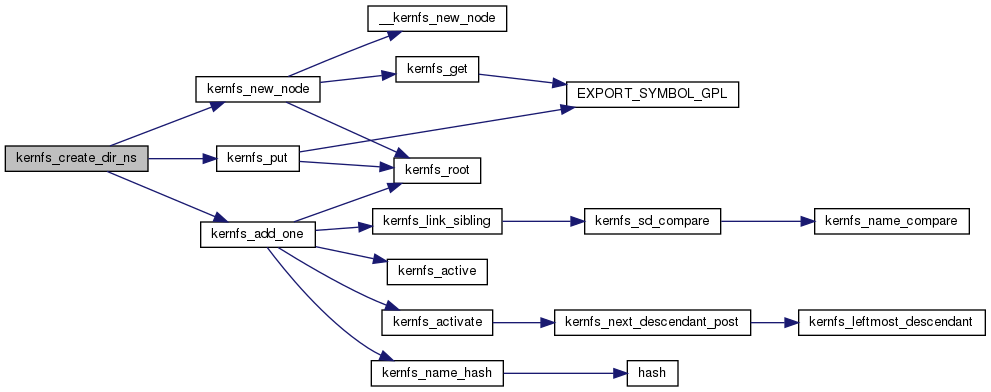 __kernfs_new_node
kernfs_get
kernfs_new_node
EXPORT_SYMBOL_GPL
kernfs_create_dir_ns
kernfs_put
kernfs_root
kernfs_link_sibling
kernfs_sd_compare
kernfs_name_compare
kernfs_add_one
kernfs_active
kernfs_activate
kernfs_next_descendant_post
kernfs_leftmost_descendant
kernfs_name_hash
hash